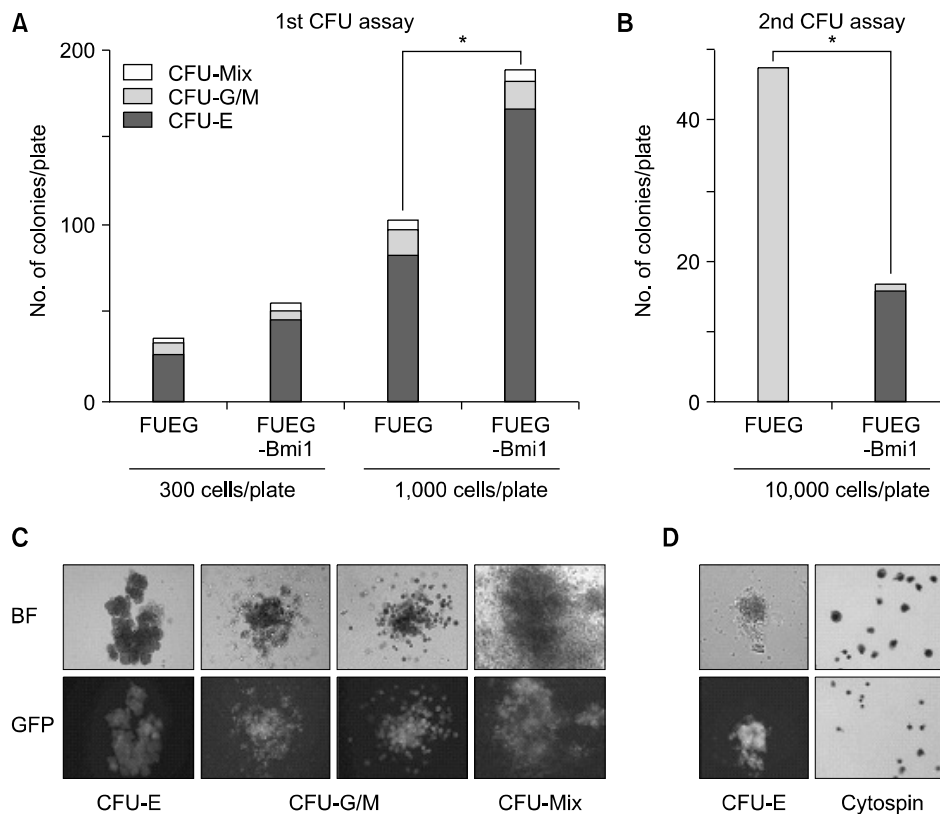 A
1st CFU assay
No. of colonies/plate
200
100
0
CFU-Mix
CFU-G/M
CFU-E
*
FUEG
FUEG
-Bmi1
FUEG
FUEG
-Bmi1
300 cells/plate
1,000 cells/plate
B
2nd CFU assay
No. of colonies/plate
40
20
0
*
FUEG
FUEG
-Bmi1
10,000 cells/plate
C
BF
GFP
CFU-E
CFU-G/M
CFU-Mix
D
CFU-E
Cytospin